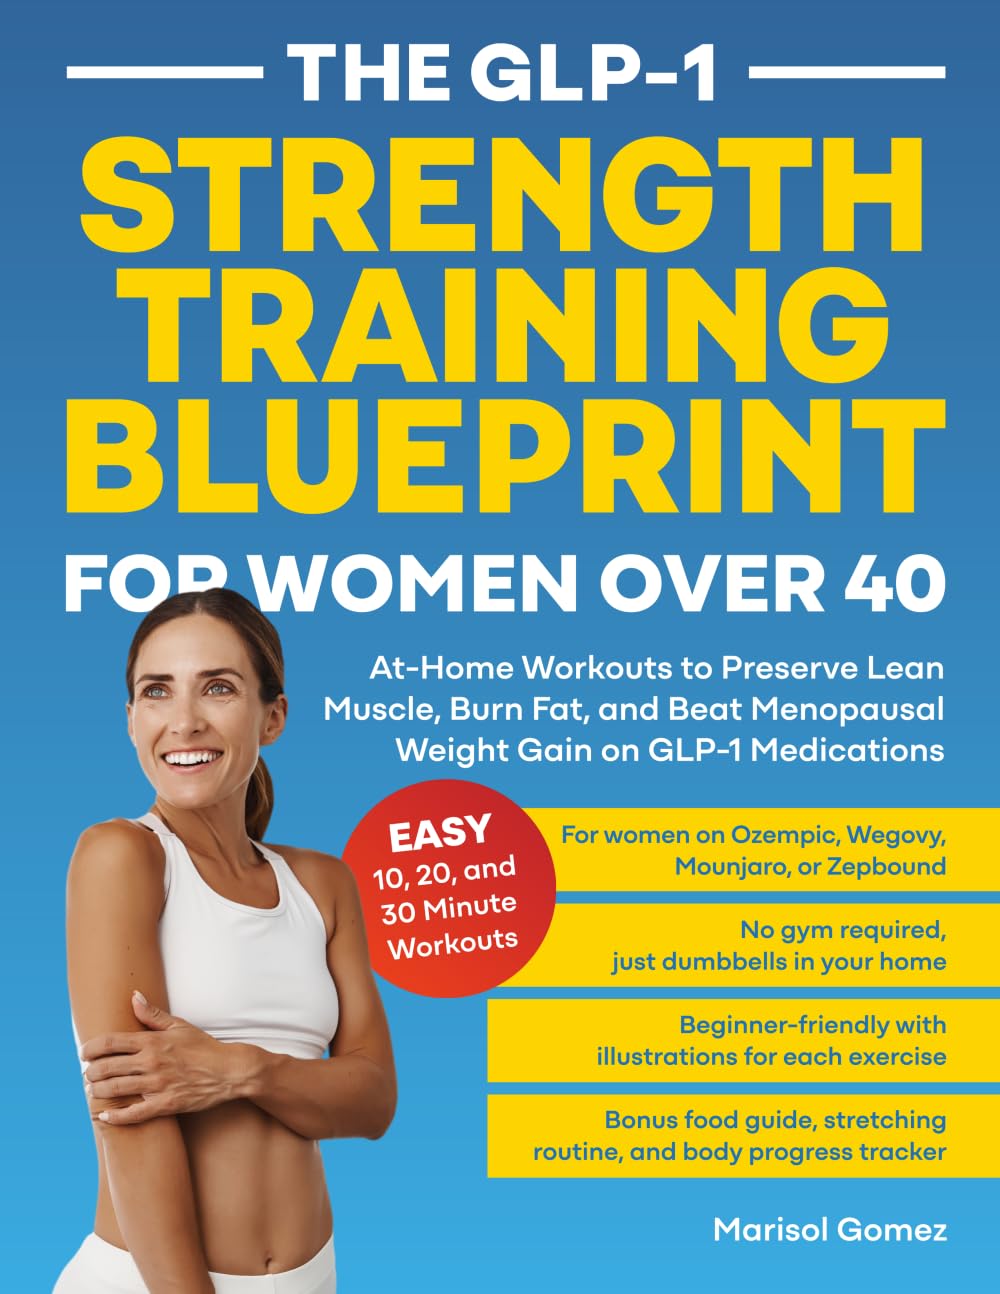 THE GLP-1
STRENGTH
TRAINING
BLUEPRINT
FOR WOMEN OVER 40
At-Home Workouts to Preserve Lean
Muscle, Burn Fat, and Beat Menopausal
Weight Gain on GLP-1 Medications
EASY
10, 20, and
30 Minute
Workouts
For women on Ozempic, Wegovy,
Mounjaro, or Zepbound
No gym required,
just dumbbells in your home
Beginner-friendly with
illustrations for each exercise
Bonus food guide, stretching
routine, and body progress tracker
Marisol Gomez